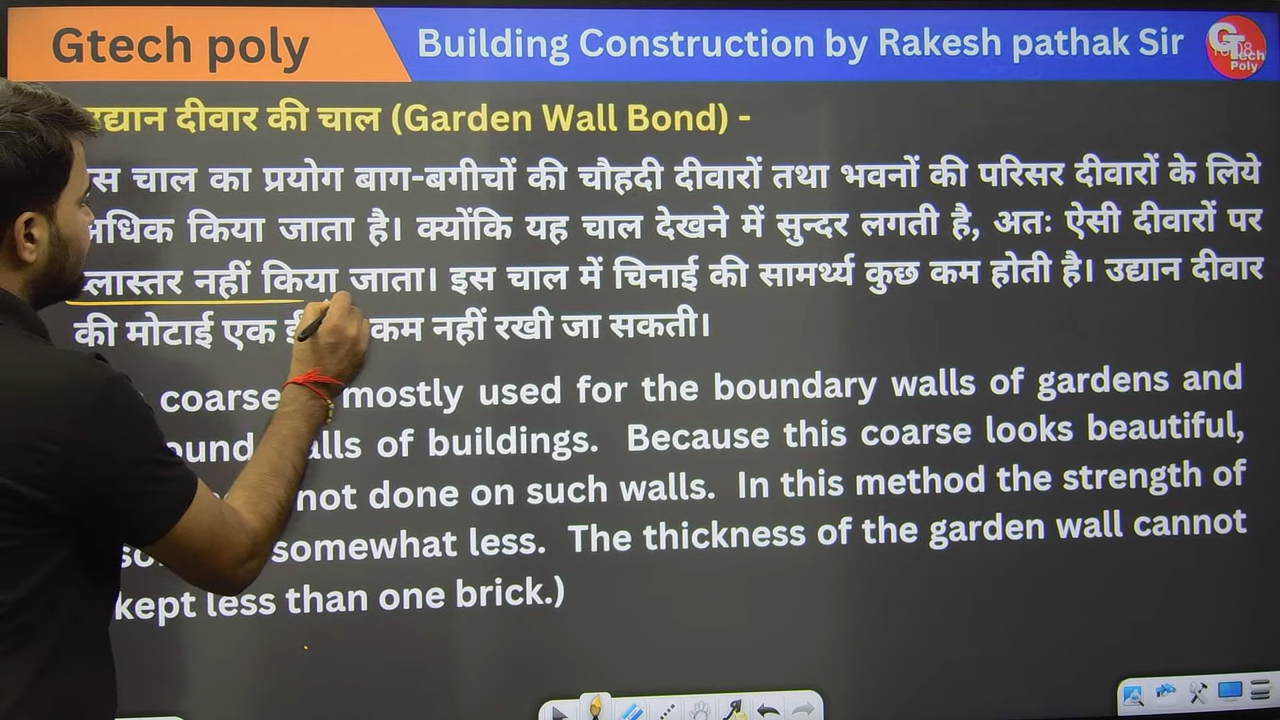 Gtech poly
Building Construction by Rakesh pathak Sir
GT
Tech
Poly
दीवार की चाल (Garden Wall Bond) -
चाल का प्रयोग बाग-बगीचों की चौहदी दीवारों तथा भवनों की परिसर दीवारों के लिये
किया जाता है। क्योंकि यह चाल देखने में सुन्दर लगती है, अतः ऐसी दीवारों पर
नहीं किया जाता। इस चाल में चिनाई की सामर्थ्य कुछ कम होती है। उद्यान दीवार
की मोटाई एक कम नहीं रखी जा सकती।
coarse mostly used for the boundary walls of gardens and
of buildings. Because this coarse looks beautiful,
not done on such walls. In this method the strength of
somewhat less. The thickness of the garden wall cannot
kept less than one brick.)